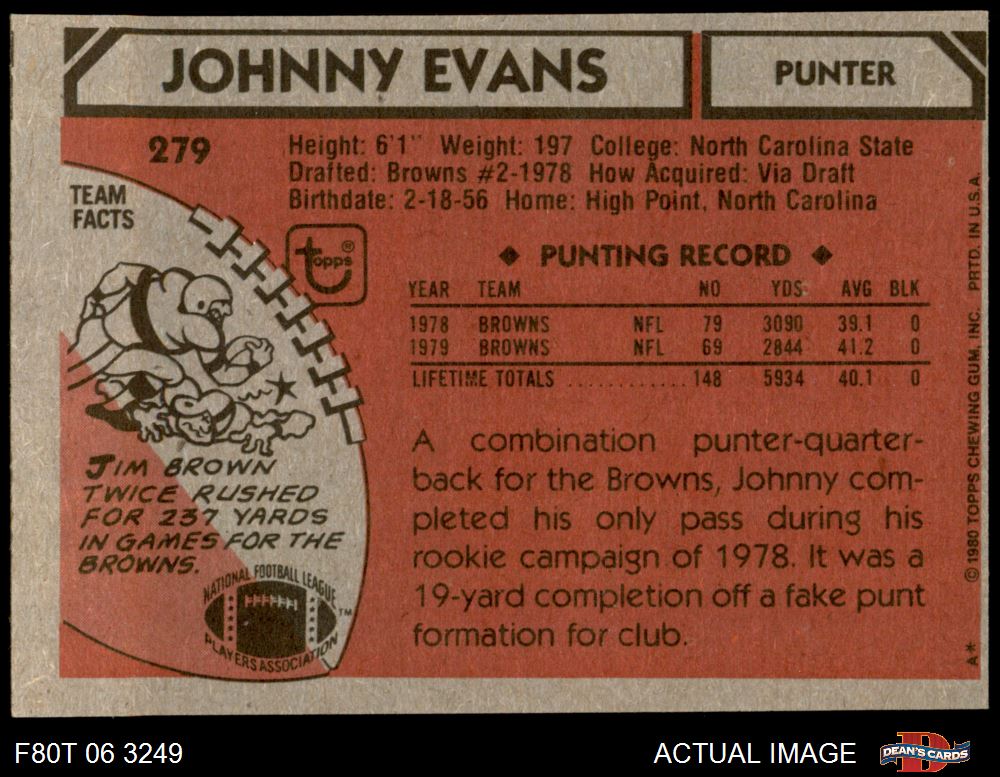 JOHNNY EVANS
PUNTER
279
Height: 6'1" Weight: 197 College: North Carolina State
Drafted: Browns #2-1978 How Acquired: Via Draft
Birthdate: 2-18-56 Home: High Point, North Carolina
TEAM
FACTS
topps®
◆ PUNTING RECORD ◆
YEAR TEAM NO YDS AVG BLK
1978 BROWNS NFL 79 3090 39.1 0
1979 BROWNS NFL 69 2844 41.2 0
LIFETIME TOTALS ............ 148 5934 40.1 0
A combination punter-quarter-
back for the Browns, Johnny com-
pleted his only pass during his
rookie campaign of 1978. It was a
19-yard completion off a fake punt
formation for club.
JIM BROWN
TWICE RUSHED
FOR 237 YARDS
IN GAMES FOR THE
BROWNS.
NATIONAL FOOTBALL LEAGUE
PLAYERS ASSOCIATION
TM
A* © 1980 TOPPS CHEWING GUM, INC. PRTD. IN U.S.A.
F80T 06 3249
ACTUAL IMAGE
D
DEAN'S CARDS